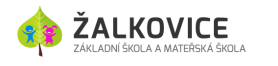 ŽALKOVICE
ZÁKLADNÍ ŠKOLA A MATEŘSKÁ ŠKOLA